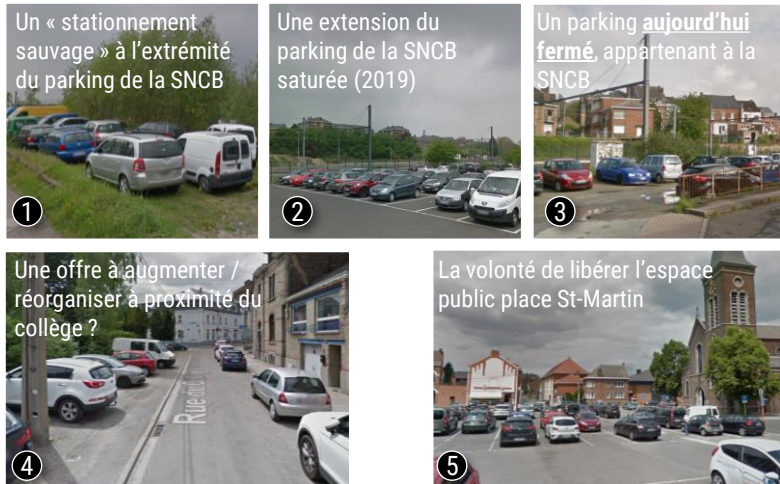 Un « stationnement
sauvage » à l’extrémité
du parking de la SNCB
1
Une extension du
parking de la SNCB
saturée (2019)
2
Un parking aujourd’hui
fermé, appartenant à la
SNCB
3
Une offre à augmenter /
réorganiser à proximité du
collège ?
4
La volonté de libérer l’espace
public place St-Martin
5